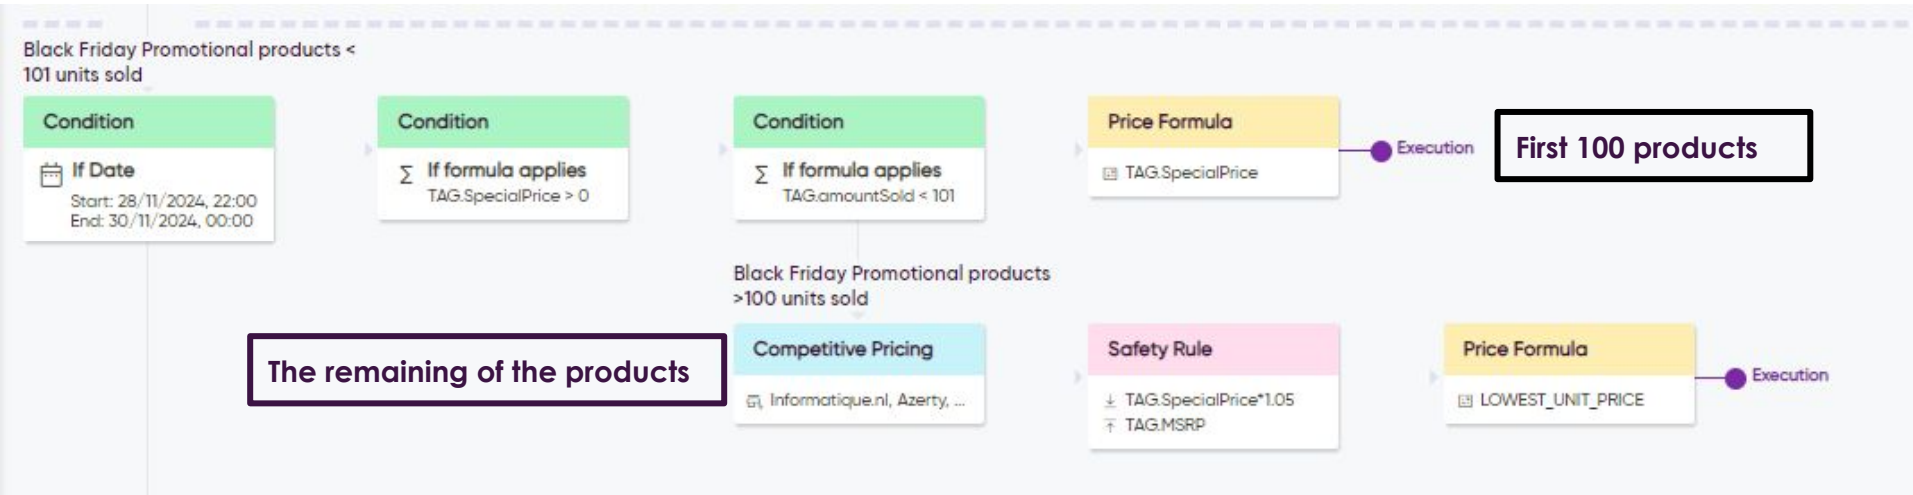 Black Friday Promotional products <
101 units sold
Condition
If Date
Start: 28/11/2024, 22:00
End: 30/11/2024, 00:00
Condition
If formula applies
TAG.SpecialPrice > 0
Condition
If formula applies
TAG.amountSold < 101
Price Formula
TAG.SpecialPrice
Execution
First 100 products
Black Friday Promotional products
>100 units sold
The remaining of the products
Competitive Pricing
Informatique.nl, Azerty, ...
Safety Rule
TAG.SpecialPrice*1.05
TAG.MSRP
Price Formula
LOWEST_UNIT_PRICE
Execution